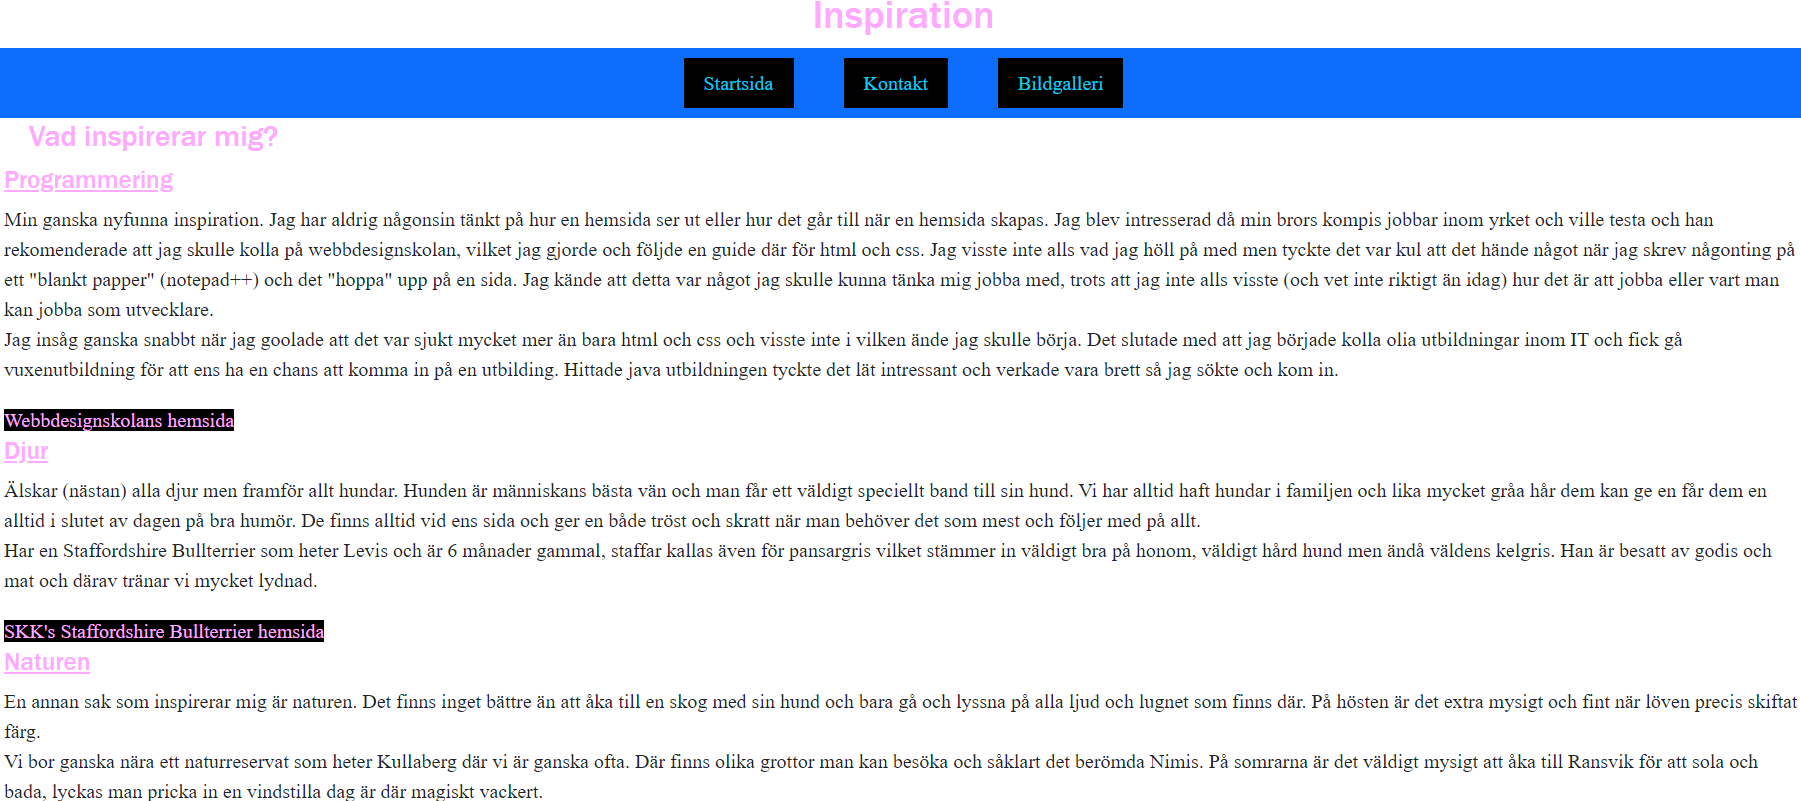 Inspiration
Startsida Kontakt Bildgalleri
Vad inspirerar mig?
Programmering
Min ganska nyfunna inspiration. Jag har aldrig någonsin tänkt på hur en hemsida ser ut eller hur det går till när en hemsida skapas. Jag blev intresserad då min brors kompis jobbar inom yrket och ville testa och han
rekomenderade att jag skulle kolla på webbdesignskolan, vilket jag gjorde och följde en guide där för html och css. Jag visste inte alls vad jag höll på med men tyckte det var kul att det hände något när jag skrev någonting på
ett "blankt papper" (notepad++) och det "hoppa" upp på en sida. Jag kände att detta var något jag skulle kunna tänka mig jobba med, trots att jag inte alls visste (och vet inte riktigt än idag) hur det är att jobba eller vart man
kan jobba som utvecklare.
Jag insåg ganska snabbt när jag goolade att det var sjukt mycket mer än bara html och css och visste inte i vilken ände jag skulle börja. Det slutade med att jag började kolla olia utbildningar inom IT och fick gå
vuxenutbildning för att ens ha en chans att komma in på en utbilding. Hittade java utbildningen tyckte det lät intressant och verkade vara brett så jag sökte och kom in.
Webbdesignskolans hemsida
Djur
Älskar (nästan) alla djur men framför allt hundar. Hunden är människans bästa vän och man får ett väldigt speciellt band till sin hund. Vi har alltid haft hundar i familjen och lika mycket gråa hår dem kan ge en får dem en
alltid i slutet av dagen på bra humör. De finns alltid vid ens sida och ger en både tröst och skratt när man behöver det som mest och följer med på allt.
Har en Staffordshire Bullterrier som heter Levis och är 6 månader gammal, staffar kallas även för pansargris vilket stämmer in väldigt bra på honom, väldigt hård hund men ändå väldens kelgris. Han är besatt av godis och
mat och därav tränar vi mycket lydnad.
SKK's Staffordshire Bullterrier hemsida
Naturen
En annan sak som inspirerar mig är naturen. Det finns inget bättre än att åka till en skog med sin hund och bara gå och lyssna på alla ljud och lugnet som finns där. På hösten är det extra mysigt och fint när löven precis skiftat
färg.
Vi bor ganska nära ett naturreservat som heter Kullaberg där vi är ganska ofta. Där finns olika grottor man kan besöka och såklart det berömda Nimis. På somrarna är det väldigt mysigt att åka till Ransvik för att sola och
bada, lyckas man pricka in en vindstilla dag är där magiskt vackert.